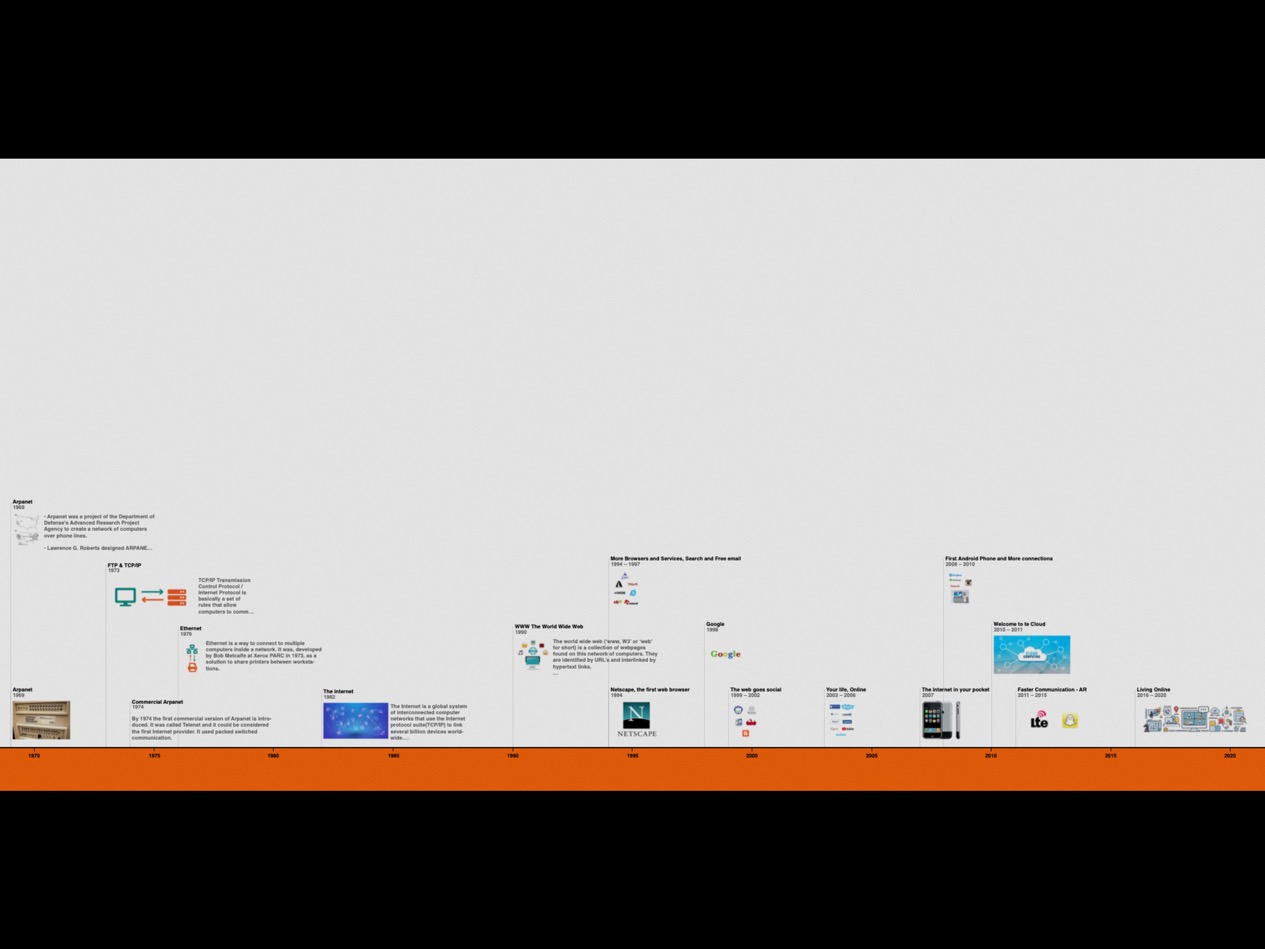 Arpanet
1969
- Arpanet was a project of the Department of
Defense's Advanced Research Project
Agency to create a network of computers
over phone lines.
- Lawrence G. Roberts designed ARPANE...
FTP & TCP/IP
1973
TCP/IP Transmission
Control Protocol /
Internet Protocol is
basically a set of
rules that allow
computers to comm...
More Browsers and Services, Search and Free email
1994 – 1997
First Android Phone and More connections
2008 – 2010
Ethernet
1976
Ethernet is a way to connect to multiple
computers inside a network. It was, developed
by Bob Metcalfe at Xerox PARC in 1973, as a
solution to share printers between worksta-
tions.
WWW The World Wide Web
1990
The world wide web ('www, W3' or 'web'
for short) is a collection of webpages
found on this network of computers. They
are identified by URL's and interlinked by
hypertext links.
...
Google
1998
Google
Welcome to te Cloud
2010 – 2011
CLOUD
COMPUTING
Arpanet
1969
Commercial Arpanet
1974
By 1974 the first commercial version of Arpanet is intro-
duced. It was called Telenet and it could be considered
the first Internet provider. It used packed switched
communication.
The internet
1982
The Internet is a global system
of interconnected computer
networks that use the Internet
protocol suite(TCP/IP) to link
several billion devices world-
wide....
Netscape, the first web browser
1994
N
NETSCAPE
The web goes social
1999 – 2002
Your life, Online
2003 – 2006
The internet in your pocket
2007
Faster Communication - AR
2011 – 2015
Lte
Living Online
2016 – 2020
1970
1975
1980
1985
1990
1995
2000
2005
2010
2015
2020